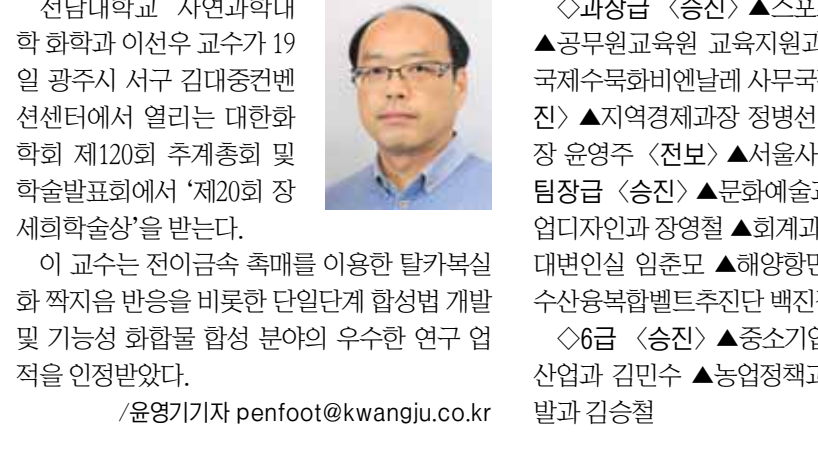 전남대학교 자연과학대
학 화학과 이선우 교수가 19
일 광주시 서구 김대중컨벤
션센터에서 열리는 대한화
학회 제120회 추계총회 및
학술발표회에서 ‘제20회 장
세희학술상’을 받는다.
이 교수는 전이금속 촉매를 이용한 탈카복실
화 짝지음 반응을 비롯한 단일단계 합성법 개발
및 기능성 화합물 합성 분야의 우수한 연구 업
적을 인정받았다.
/윤영기기자 penfoot@kwangju.co.kr
◇과장급 〈승진〉 ▲스포
▲공무원교육원 교육지원과
국제수묵화비엔날레 사무국
진〉 ▲지역경제과장 정병선
장 윤영주 〈전보〉 ▲서울사
팀장급 〈승진〉 ▲문화예술과
업디자인과 장영철 ▲회계과
대변인실 임춘모 ▲해양항만
수산융복합벨트추진단 백진
◇6급 〈승진〉 ▲중소기업
산업과 김민수 ▲농업정책과
발과 김승철